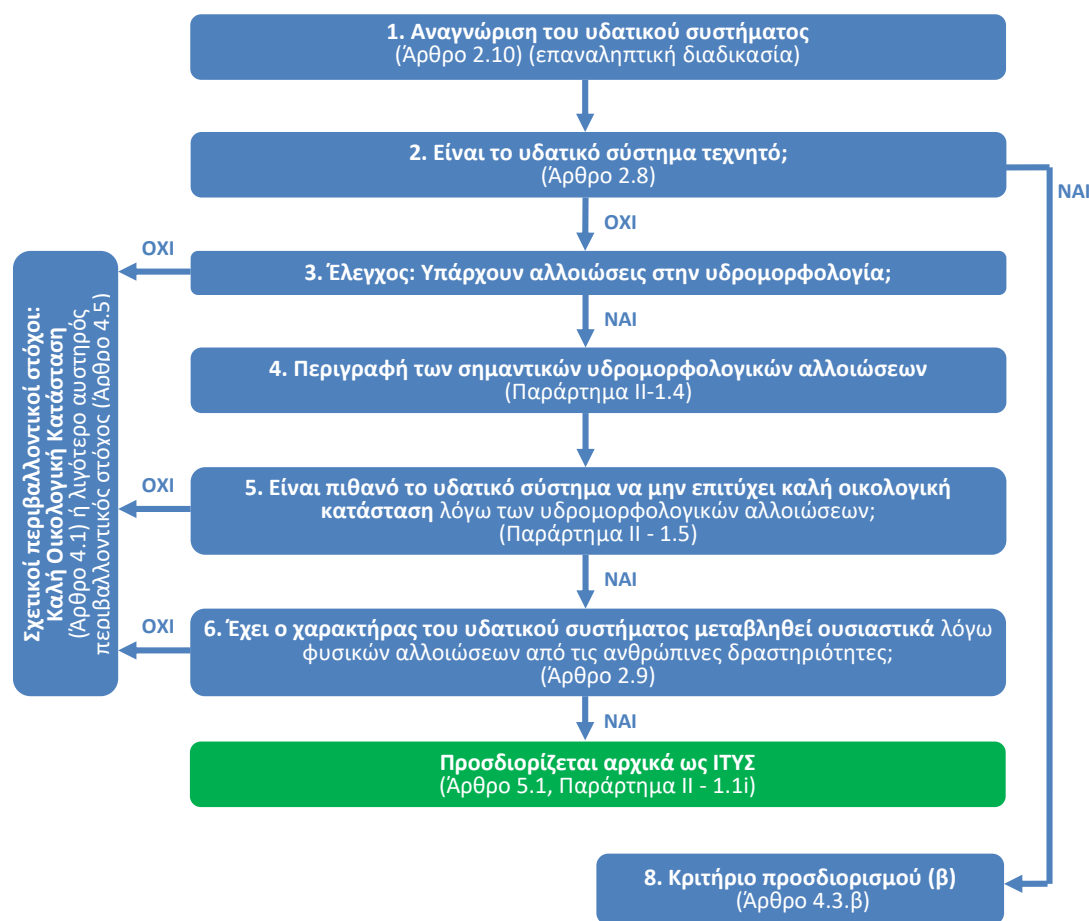 1. Αναγνώριση του υδατικού συστήματος
(Άρθρο 2.10) (επαναληπτική διαδικασία)
2. Είναι το υδατικό σύστημα τεχνητό;
(Άρθρο 2.8)
ΝΑΙ
ΟΧΙ
ΟΧΙ
3. Έλεγχος: Υπάρχουν αλλοιώσεις στην υδρομορφολογία;
ΝΑΙ
4. Περιγραφή των σημαντικών υδρομορφολογικών αλλοιώσεων
(Παράρτημα ΙΙ-1.4)
Σχετικοί περιβαλλοντικοί στόχοι:
Καλή Οικολογική Κατάσταση
(Άρθρο 4.1) ή λιγότερο αυστηρός
περιβαλλοντικός στόχος (Άρθρο 4.5)
ΟΧΙ
5. Είναι πιθανό το υδατικό σύστημα να μην επιτύχει καλή οικολογική
κατάσταση λόγω των υδρομορφολογικών αλλοιώσεων;
(Παράρτημα ΙΙ - 1.5)
ΝΑΙ
ΟΧΙ
6. Έχει ο χαρακτήρας του υδατικού συστήματος μεταβληθεί ουσιαστικά λόγω
φυσικών αλλοιώσεων από τις ανθρώπινες δραστηριότητες;
(Άρθρο 2.9)
ΝΑΙ
Προσδιορίζεται αρχικά ως ΙΤΥΣ
(Άρθρο 5.1, Παράρτημα ΙΙ - 1.1i)
8. Κριτήριο προσδιορισμού (β)
(Άρθρο 4.3.β)